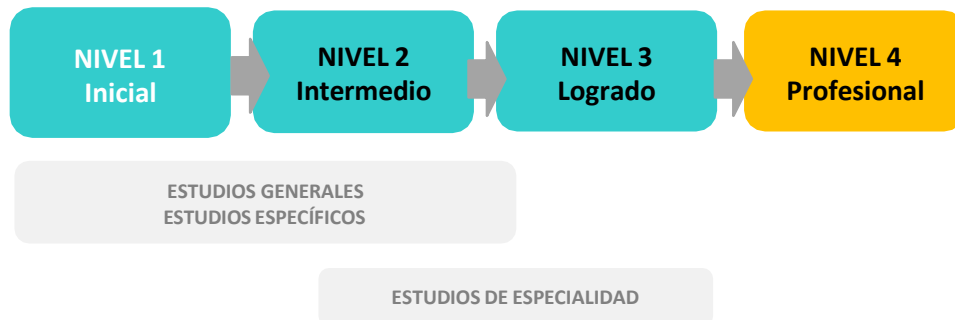 NIVEL 1
Inicial
NIVEL 2
Intermedio
NIVEL 3
Logrado
NIVEL 4
Profesional
ESTUDIOS GENERALES
ESTUDIOS ESPECÍFICOS
ESTUDIOS DE ESPECIALIDAD